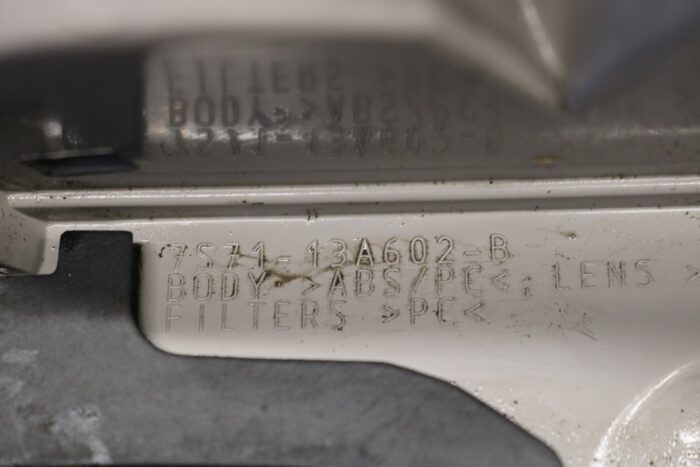 7S71-13A602-B
BODY->ABS/PC<; LENS >
FILTERS >PC<